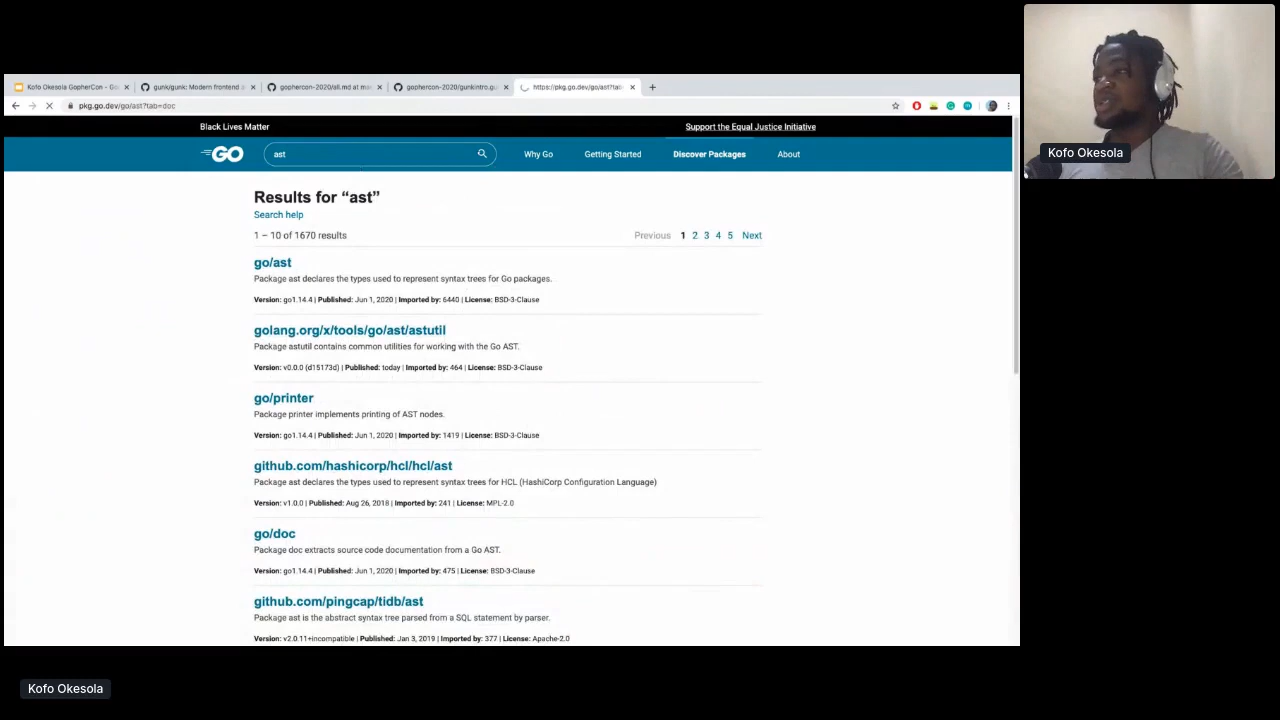 Kofo Okesola GopherCon - Go
gunk/gunk: Modern frontend a
gophercon-2020/all.md at mas
gophercon-2020/gunkintro.gu
https://pkg.go.dev/go/ast?tab=
pkg.go.dev/go/ast?tab=doc
Black Lives Matter
Support the Equal Justice Initiative
GO
ast
Why Go
Getting Started
Discover Packages
About
Results for “ast”
Search help
1 – 10 of 1670 results
Previous 1 2 3 4 5 Next
go/ast
Package ast declares the types used to represent syntax trees for Go packages.
Version: go1.14.4 | Published: Jun 1, 2020 | Imported by: 6440 | License: BSD-3-Clause
golang.org/x/tools/go/ast/astutil
Package astutil contains common utilities for working with the Go AST.
Version: v0.0.0 (d15173d) | Published: today | Imported by: 464 | License: BSD-3-Clause
go/printer
Package printer implements printing of AST nodes.
Version: go1.14.4 | Published: Jun 1, 2020 | Imported by: 1419 | License: BSD-3-Clause
github.com/hashicorp/hcl/hcl/ast
Package ast declares the types used to represent syntax trees for HCL (HashiCorp Configuration Language)
Version: v1.0.0 | Published: Aug 26, 2018 | Imported by: 241 | License: MPL-2.0
go/doc
Package doc extracts source code documentation from a Go AST.
Version: go1.14.4 | Published: Jun 1, 2020 | Imported by: 475 | License: BSD-3-Clause
github.com/pingcap/tidb/ast
Package ast is the abstract syntax tree parsed from a SQL statement by parser.
Version: v2.0.11+incompatible | Published: Jan 3, 2019 | Imported by: 377 | License: Apache-2.0
Kofo Okesola
Kofo Okesola